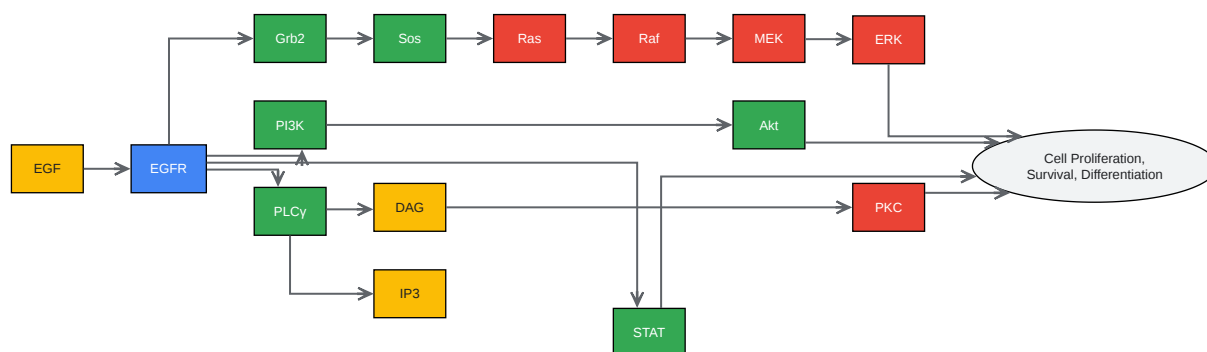 Grb2
Sos
Ras
Raf
MEK
ERK
PI3K
Akt
EGF
EGFR
Cell Proliferation,
Survival, Differentiation
PLCγ
DAG
PKC
IP3
STAT